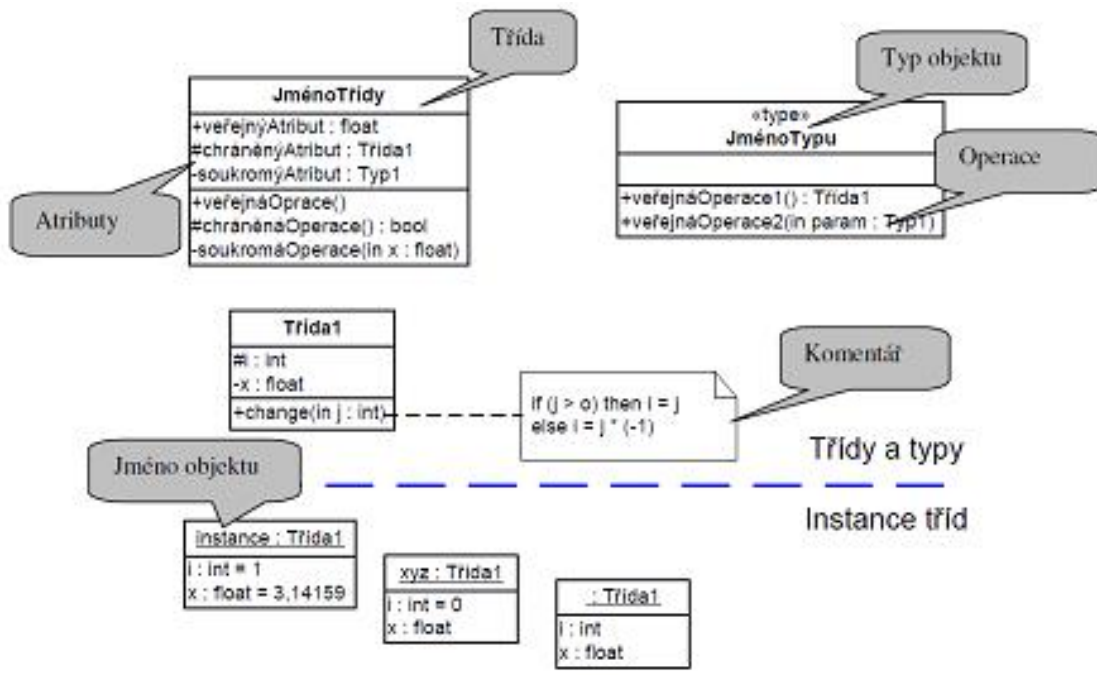 Třída
Typ objektu
JménoTřídy
+veřejnýAtribut : float
#chráněnýAtribut : Třída1
-soukromýAtribut : Typ1
+veřejnáOprace()
#chráněnáOperace() : bool
-soukromáOperace(in x : float)
Atributy
«type»
JménoTypu
Operace
+veřejnáOperace1() : Třída1
+veřejnáOperace2(in param : Typ1)
Třída1
#i : int
-x : float
+change(in j : int)
if (j > o) then i = j
else i = j * (-1)
Komentář
Třídy a typy
Jméno objektu
Instance tříd
instance : Třída1
i : int = 1
x : float = 3,14159
xyz : Třída1
i : int = 0
x : float
: Třída1
i : int
x : float